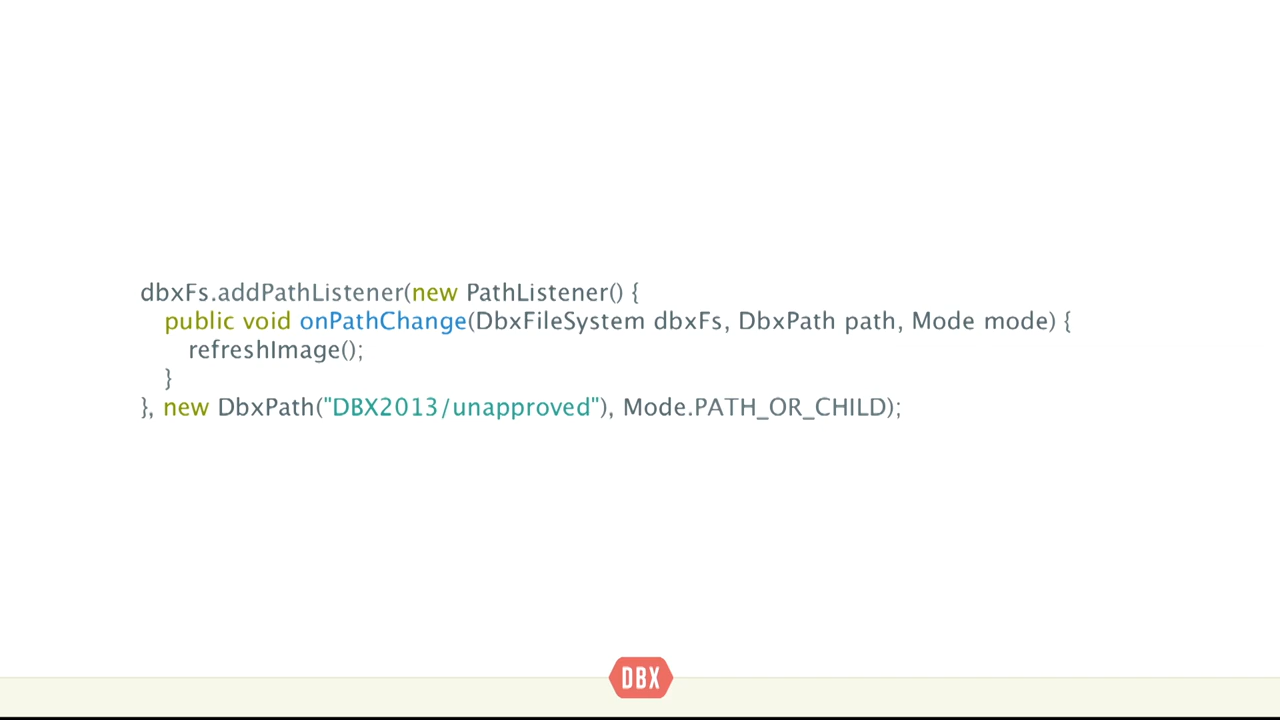 dbxFs.addPathListener(new PathListener() {
public void onPathChange(DbxFileSystem dbxFs, DbxPath path, Mode mode) {
refreshImage();
}
}, new DbxPath("DBX2013/unapproved"), Mode.PATH_OR_CHILD);
DBX